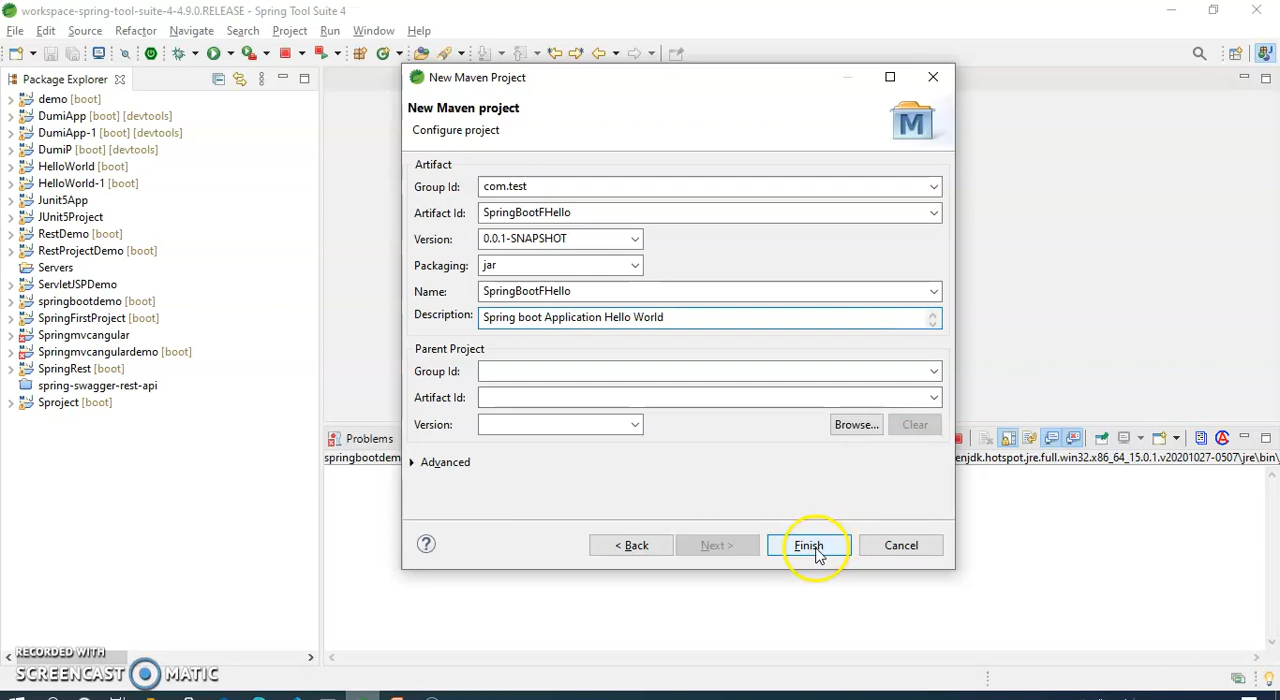 workspace-spring-tool-suite-4-4.9.0.RELEASE - Spring Tool Suite 4
File Edit Source Refactor Navigate Search Project Run Window Help
Package Explorer
demo [boot]
DumiApp [boot] [devtools]
DumiApp-1 [boot] [devtools]
DumiP [boot] [devtools]
HelloWorld [boot]
HelloWorld-1 [boot]
Junit5App
JUnit5Project
RestDemo [boot]
RestProjectDemo [boot]
Servers
ServletJSPDemo
springbootdemo [boot]
SpringFirstProject [boot]
Springmvcangular
Springmvcangulardemo [boot]
SpringRest [boot]
spring-swagger-rest-api
Sproject [boot]
New Maven Project
New Maven project
Configure project
M
Artifact
Group Id: com.test
Artifact Id: SpringBootFHello
Version: 0.0.1-SNAPSHOT
Packaging: jar
Name: SpringBootFHello
Description: Spring boot Application Hello World
Parent Project
Group Id:
Artifact Id:
Version: Browse... Clear
Advanced
? < Back Next > Finish Cancel
Problems
springbootdem
enjdk.hotspot.jre.full.win32.x86_64_15.0.1.v20201027-0507\jre\bin\
RECORDED WITH
SCREENCAST MATIC